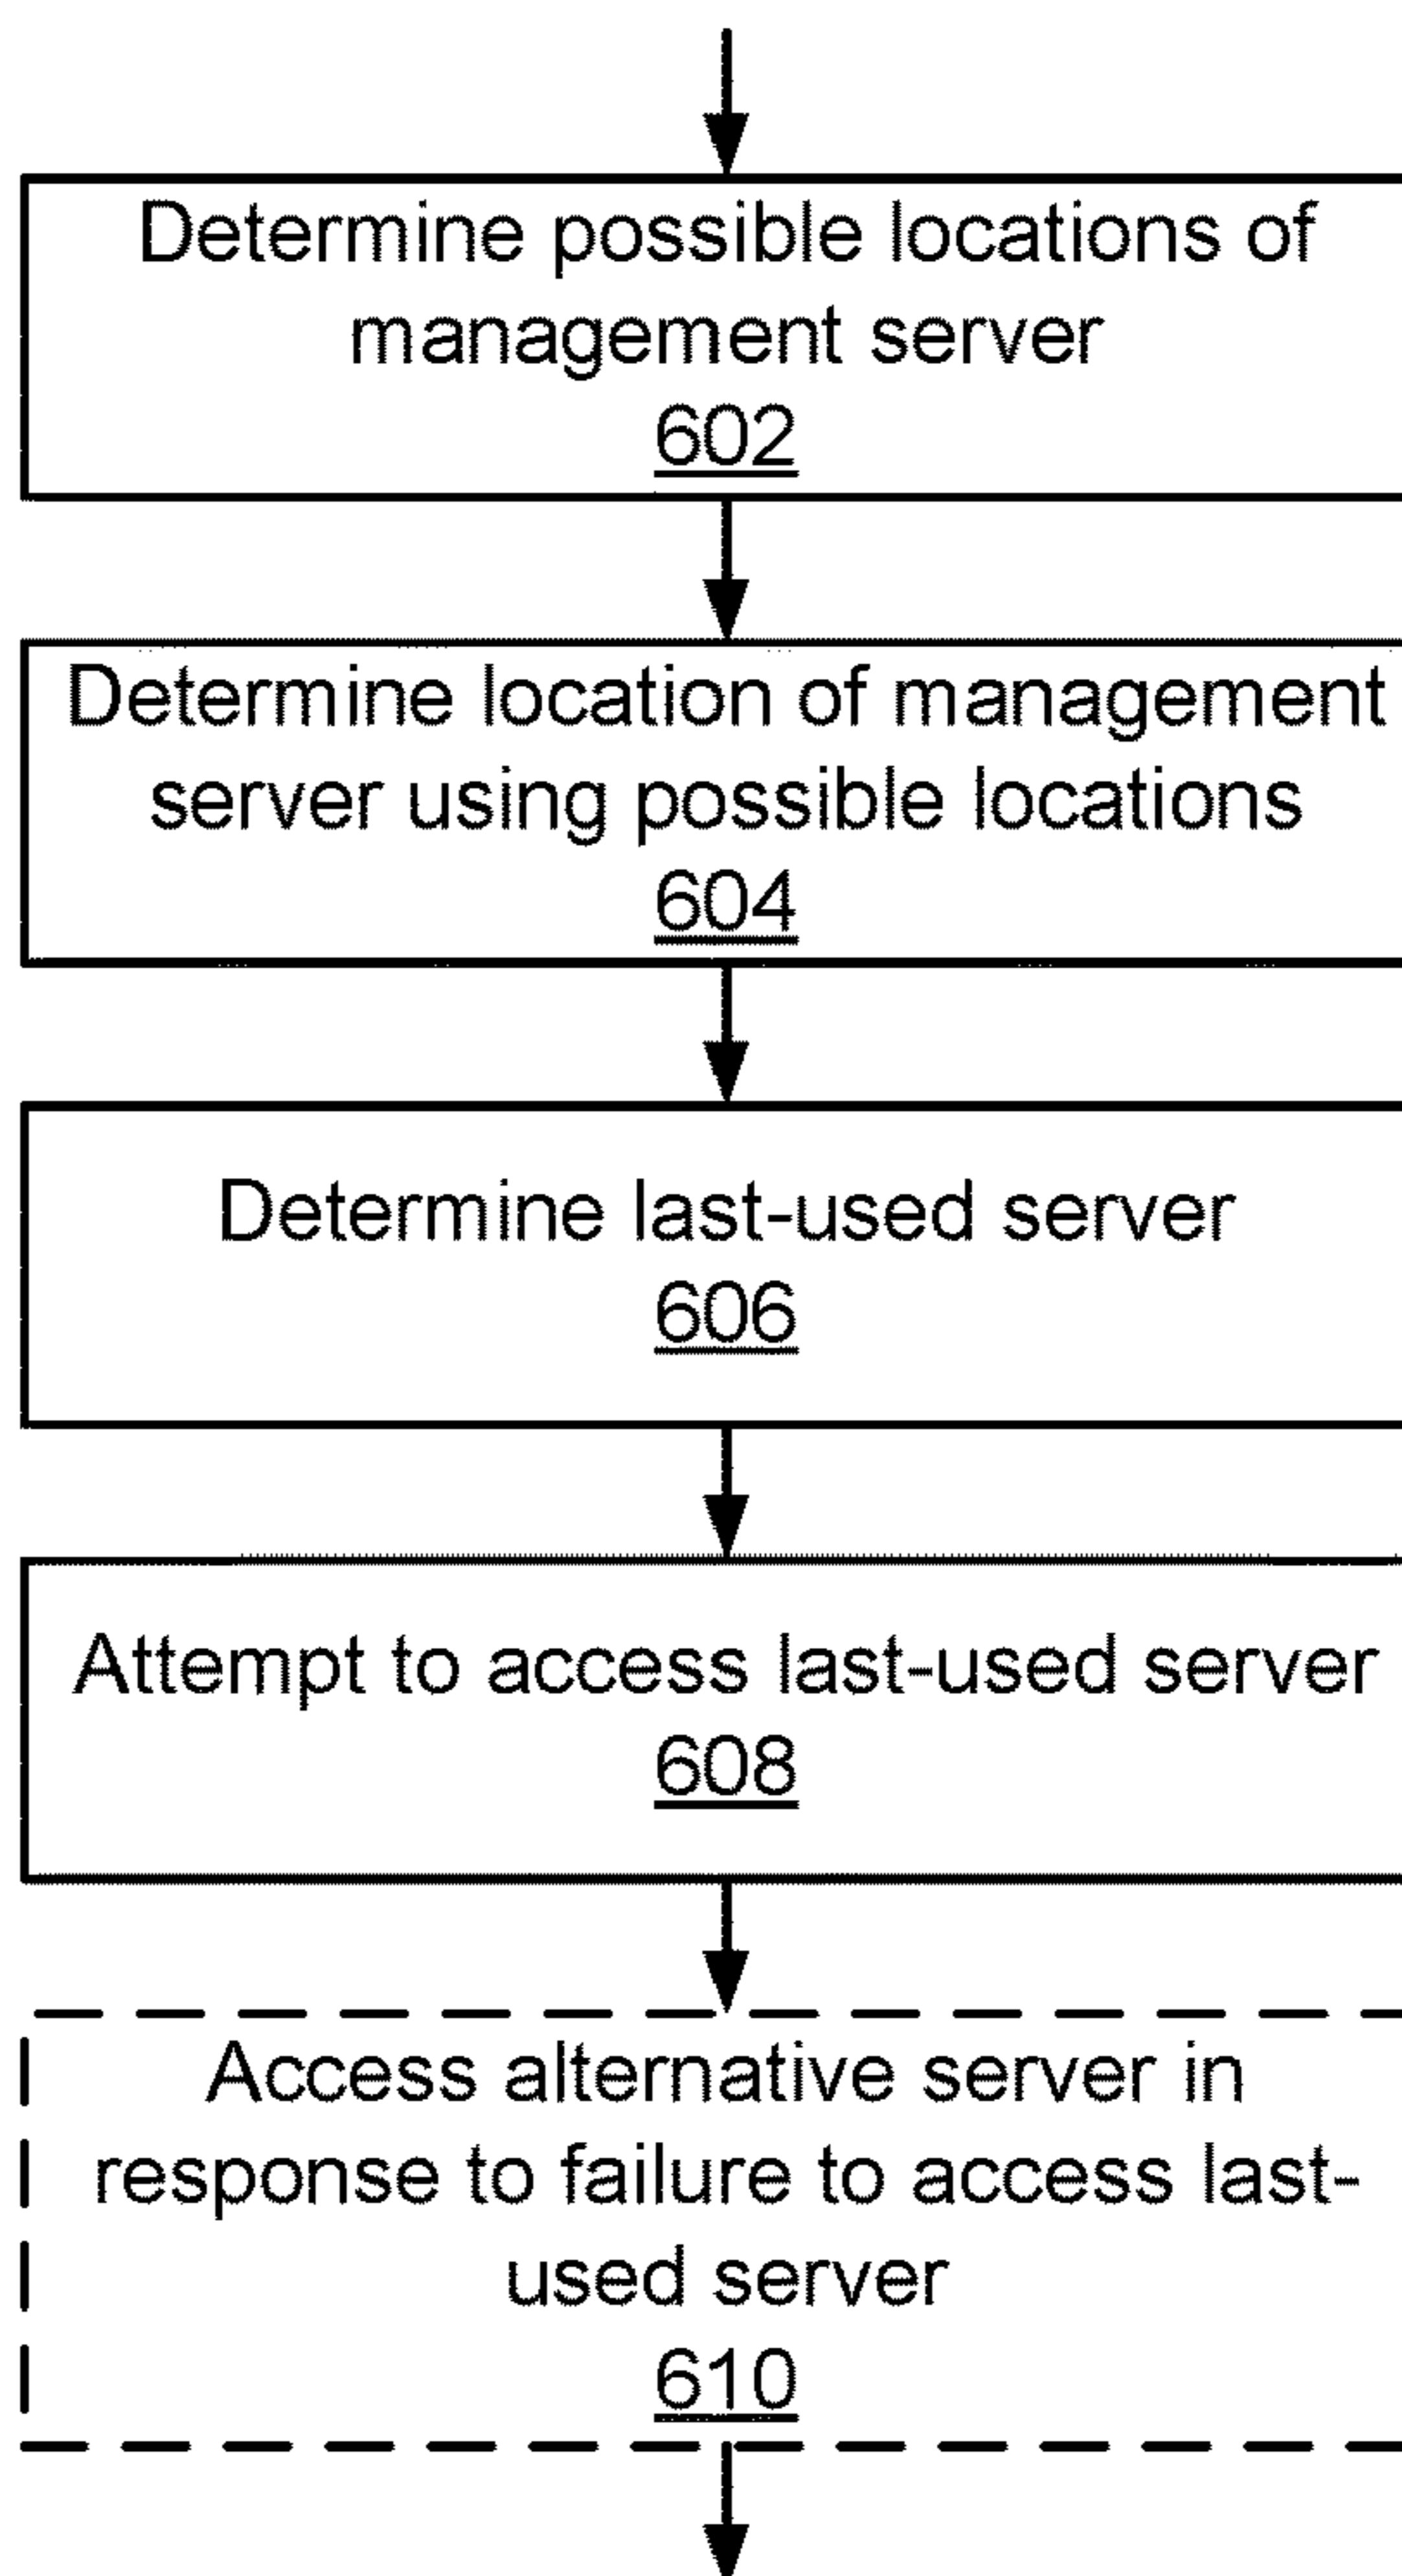 Determine possible locations of
management server
602
Determine location of management
server using possible locations
604
Determine last-used server
606
Attempt to access last-used server
608
Access alternative server in
response to failure to access last-
used server
610